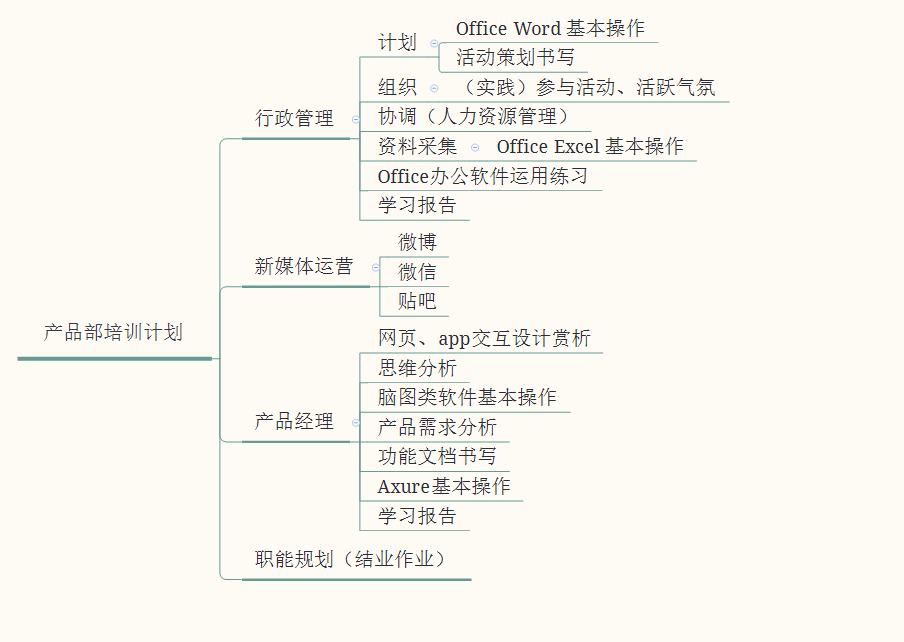 产品部培训计划
行政管理
计划
Office Word 基本操作
活动策划书写
组织
（实践）参与活动、活跃气氛
协调（人力资源管理）
资料采集
Office Excel 基本操作
Office办公软件运用练习
学习报告
新媒体运营
微博
微信
贴吧
产品经理
网页、app交互设计赏析
思维分析
脑图类软件基本操作
产品需求分析
功能文档书写
Axure基本操作
学习报告
职能规划（结业作业）